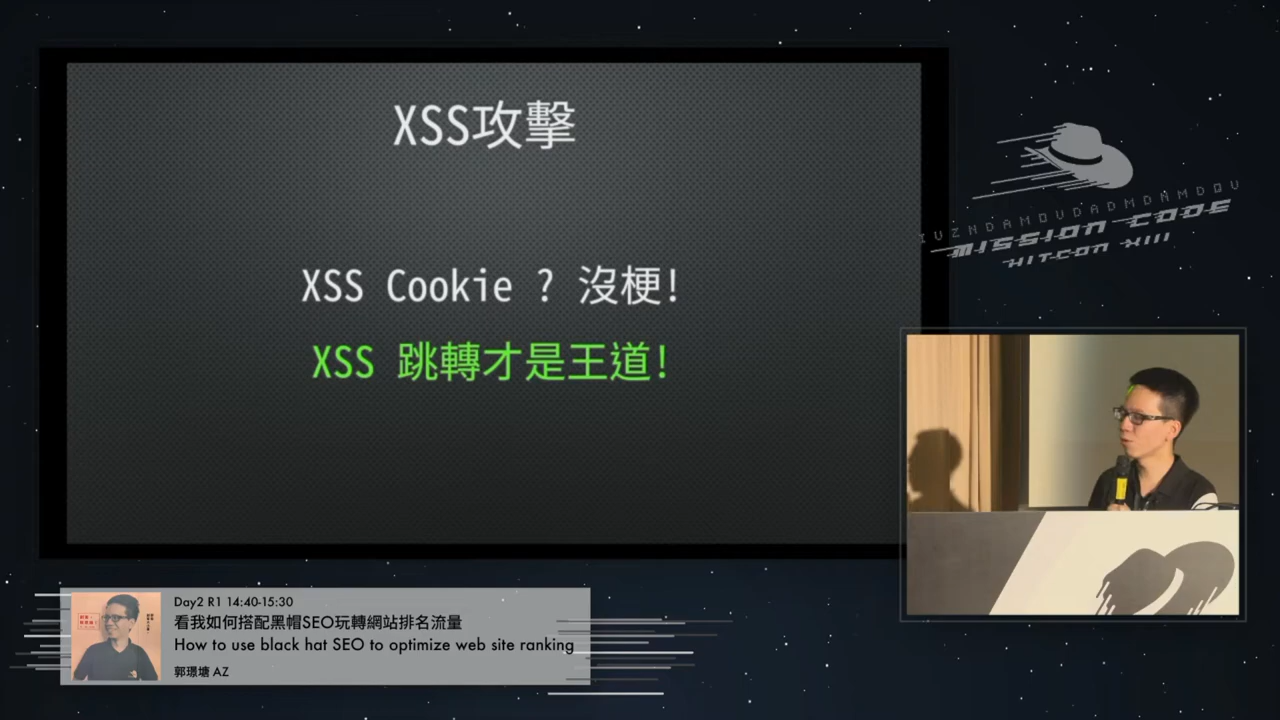 XSS攻擊
XSS Cookie ? 沒梗!
XSS 跳轉才是王道!
MISSION CODE
HITCON XIII
Day2 R1 14:40-15:30
看我如何搭配黑帽SEO玩轉網站排名流量
How to use black hat SEO to optimize web site ranking
郭璟塘 AZ